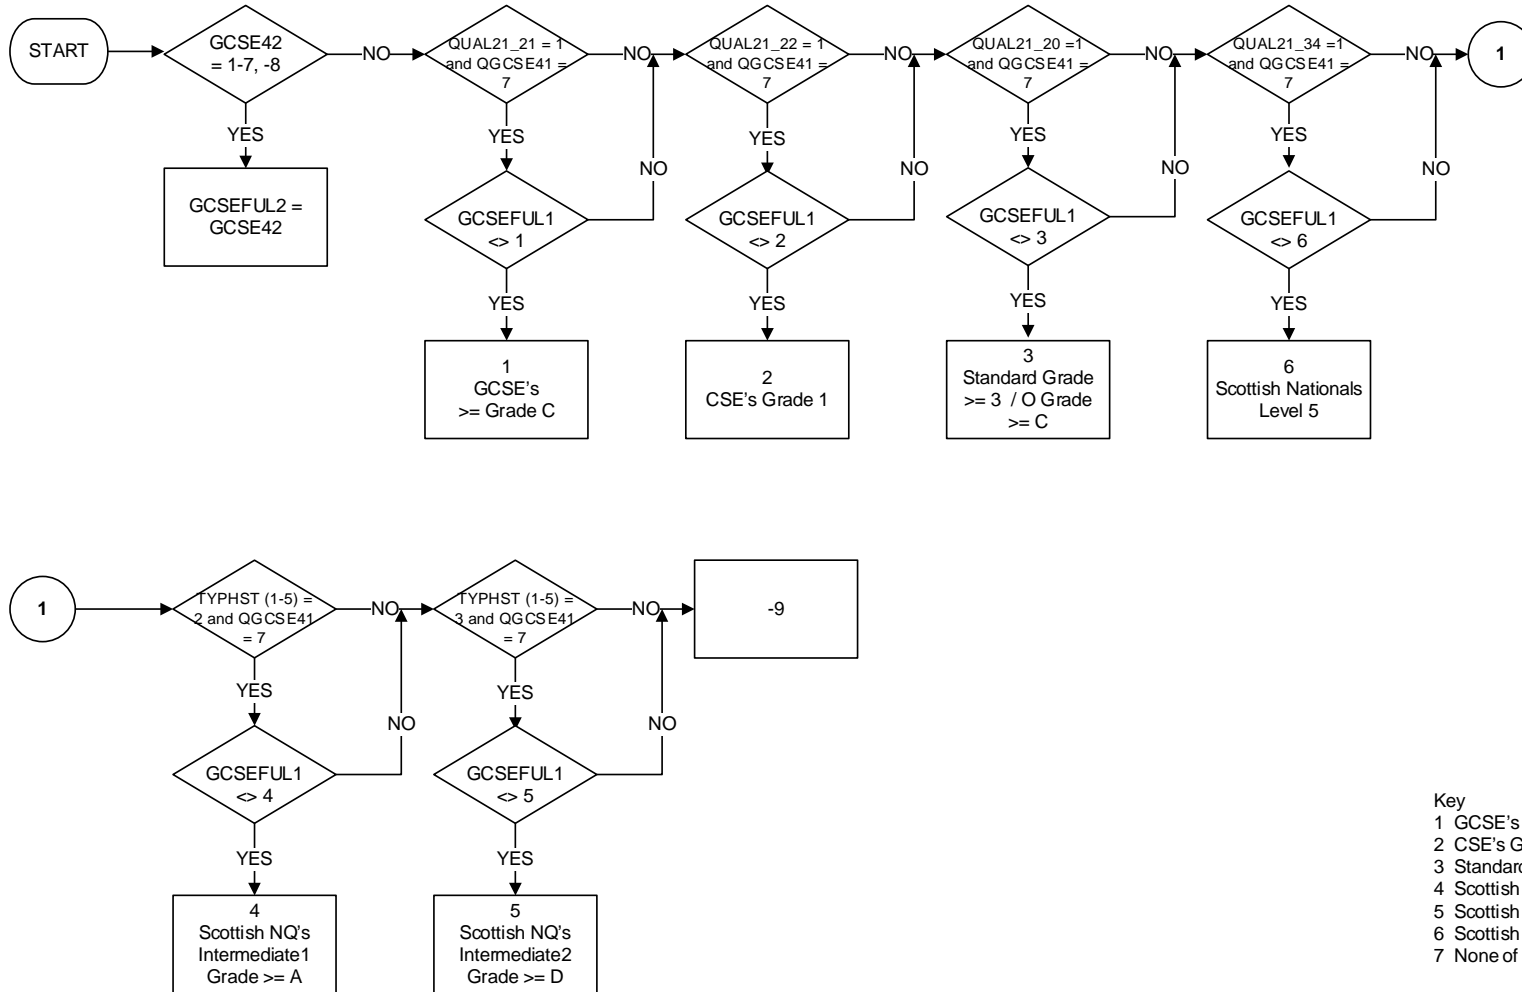 START
GCSE42
= 1-7, -8
NO
QUAL21_21 = 1
and QGCSE41 =
7
NO
QUAL21_22 = 1
and QGCSE41 =
7
NO
QUAL21_20 =1
and QGCSE41 =
7
NO
QUAL21_34 =1
and QGCSE41 =
7
NO
1
YES
YES
YES
YES
YES
GCSEFUL2 =
GCSE42
GCSEFUL1
<> 1
NO
GCSEFUL1
<> 2
NO
GCSEFUL1
<> 3
NO
GCSEFUL1
<> 6
NO
YES
YES
YES
YES
1
GCSE's
>= Grade C
2
CSE's Grade 1
3
Standard Grade
>= 3 / O Grade
>= C
6
Scottish Nationals
Level 5
1
TYPHST (1-5) =
2 and QGCSE41
= 7
NO
TYPHST (1-5) =
3 and QGCSE41
= 7
NO
-9
YES
YES
GCSEFUL1
<> 4
NO
GCSEFUL1
<> 5
NO
YES
YES
4
Scottish NQ's
Intermediate1
Grade >= A
5
Scottish NQ's
Intermediate2
Grade >= D
Key
1 GCSE's
2 CSE's G
3 Standard
4 Scottish
5 Scottish
6 Scottish
7 None of